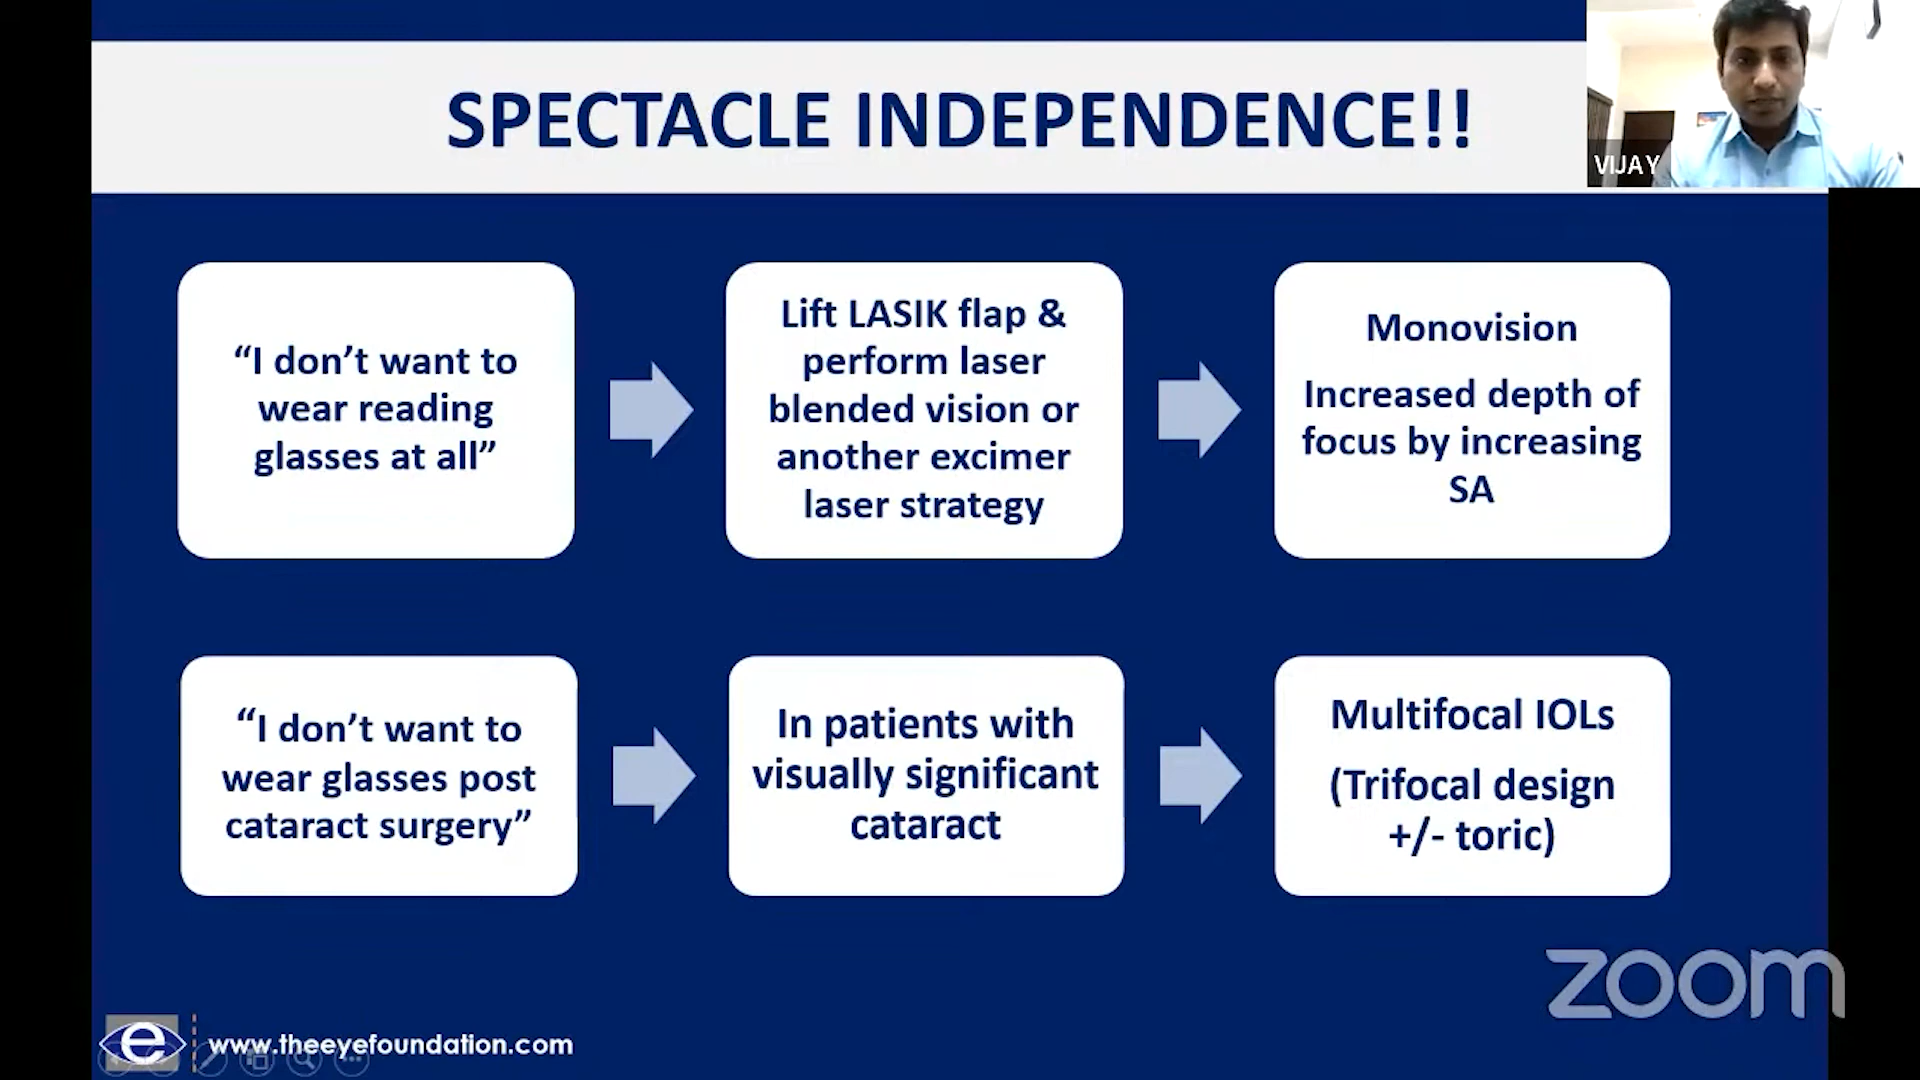 SPECTACLE INDEPENDENCE!!
VIJAY
“I don’t want to
wear reading
glasses at all”
Lift LASIK flap &
perform laser
blended vision or
another excimer
laser strategy
Monovision
Increased depth of
focus by increasing
SA
“I don’t want to
wear glasses post
cataract surgery”
In patients with
visually significant
cataract
Multifocal IOLs
(Trifocal design
+/- toric)
zoom
e
www.theeyefoundation.com